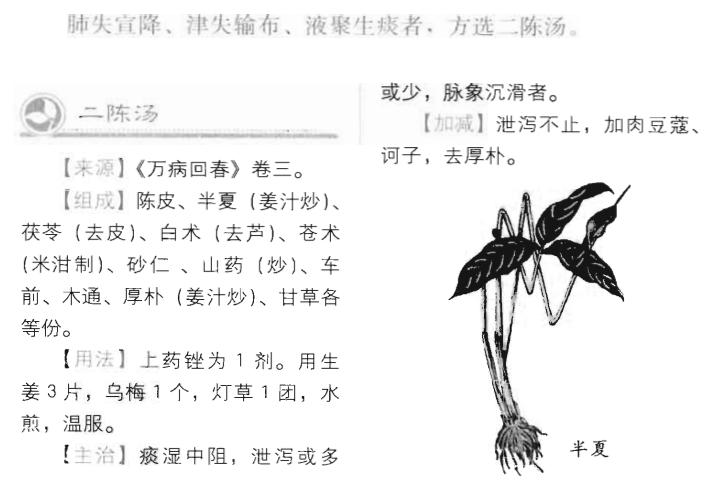 肺失宣降、津失输布、液聚生痰者，方选二陈汤。
二陈汤
【来源】《万病回春》卷三。
【组成】陈皮、半夏（姜汁炒）、
茯苓（去皮）、白术（去芦）、苍术
（米泔制）、砂仁、山药（炒）、车
前、木通、厚朴（姜汁炒）、甘草各
等份。
【用法】上药锉为1剂。用生
姜3片，乌梅1个，灯草1团，水
煎，温服。
【主治】痰湿中阻，泄泻或多
或少，脉象沉滑者。
【加减】泄泻不止，加肉豆蔻、
诃子，去厚朴。
半夏